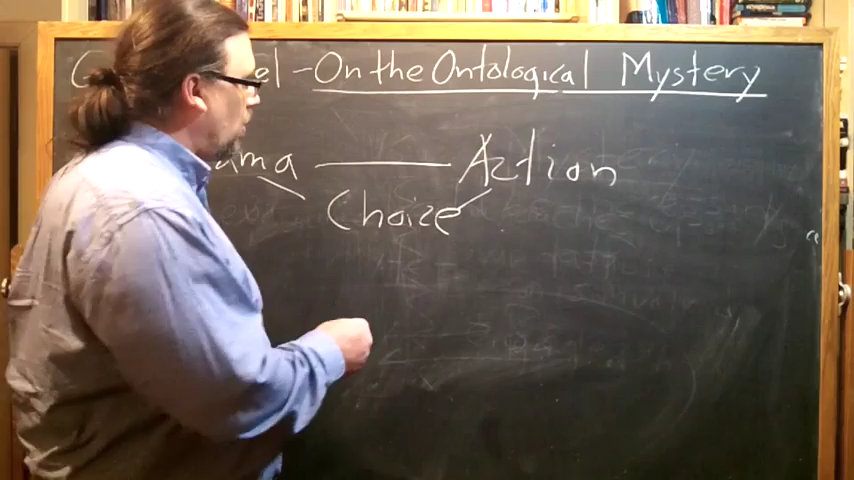 el - On the Ontological Mystery
ama — Action
Choice